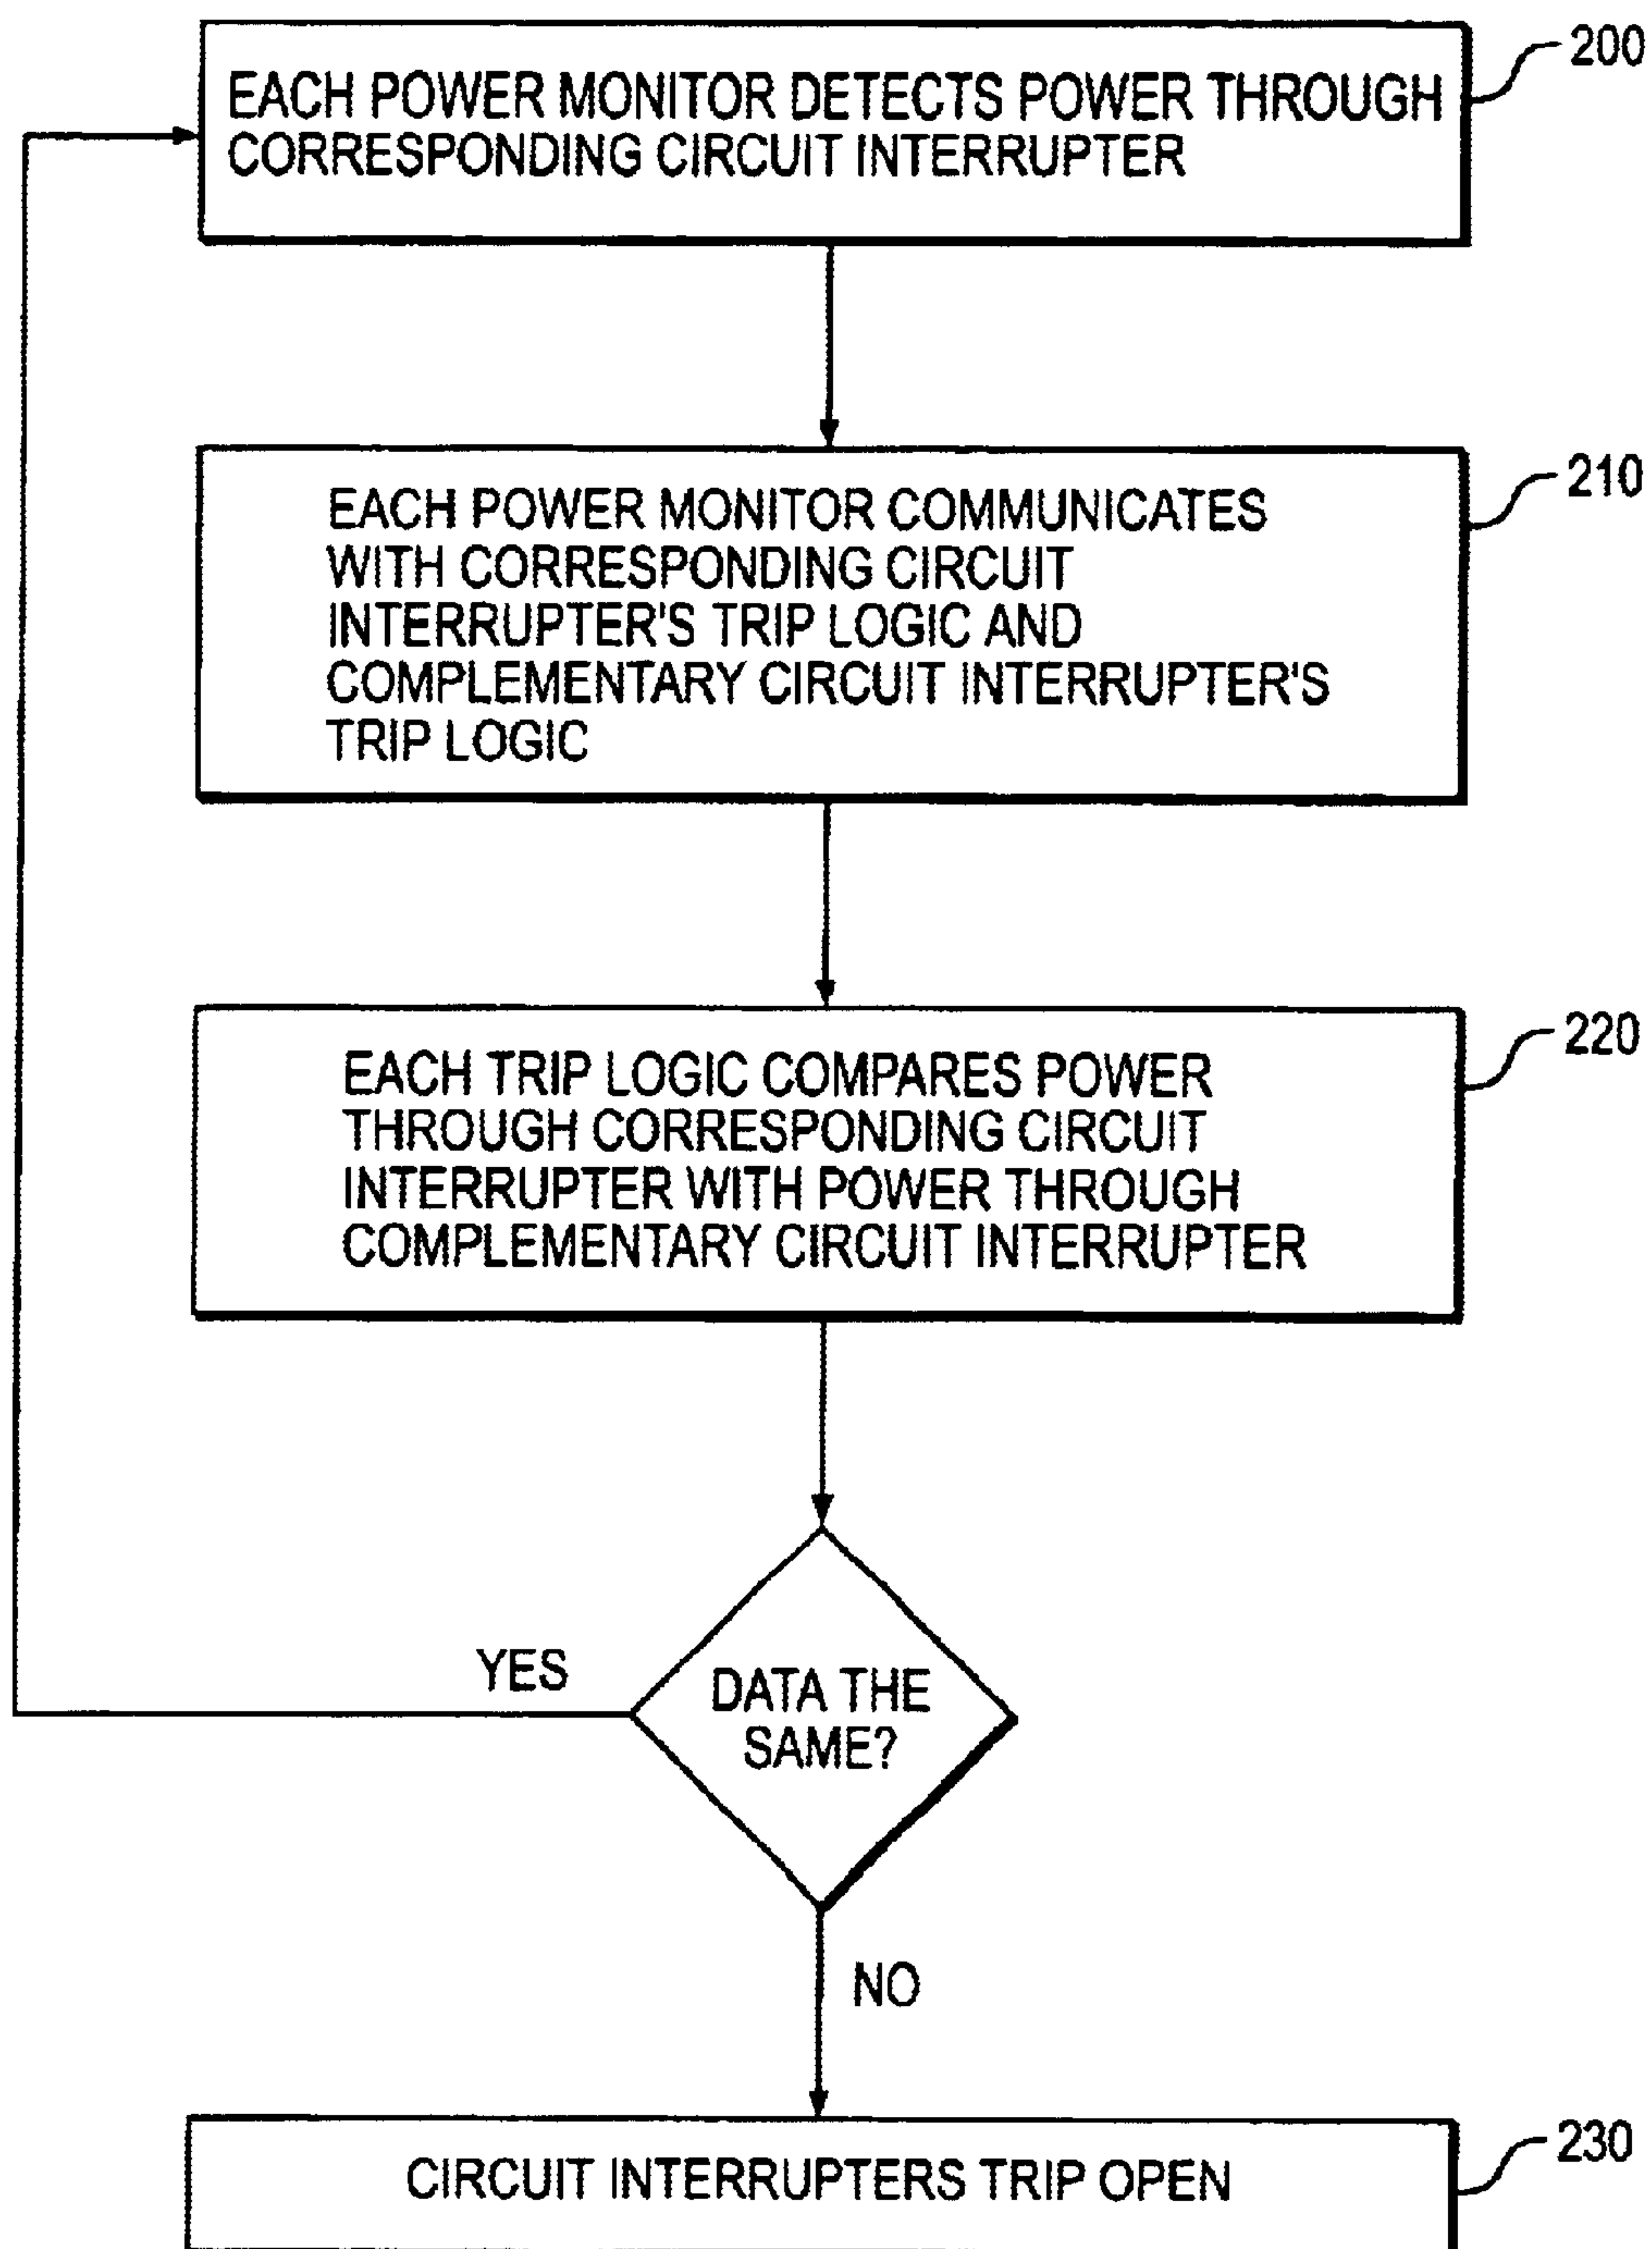 200
EACH POWER MONITOR DETECTS POWER THROUGH
CORRESPONDING CIRCUIT INTERRUPTER
210
EACH POWER MONITOR COMMUNICATES
WITH CORRESPONDING CIRCUIT
INTERRUPTER'S TRIP LOGIC AND
COMPLEMENTARY CIRCUIT INTERRUPTER'S
TRIP LOGIC
220
EACH TRIP LOGIC COMPARES POWER
THROUGH CORRESPONDING CIRCUIT
INTERRUPTER WITH POWER THROUGH
COMPLEMENTARY CIRCUIT INTERRUPTER
YES
DATA THE
SAME?
NO
230
CIRCUIT INTERRUPTERS TRIP OPEN